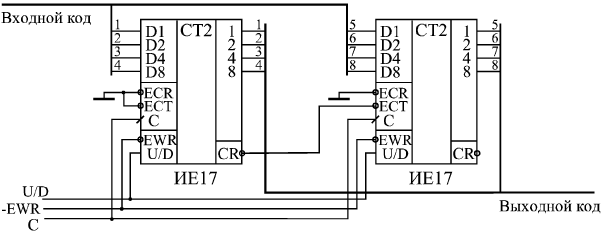 Входной код
1 D1 CT2 1 1
2 D2 2 2
3 D4 4 3
4 D8 8 4
ECR
ECT
C
EWR
U/D CR
ИЕ17
5 D1 CT2 1 5
6 D2 2 6
7 D4 4 7
7 D8 8 8
ECR
ECT
C
EWR
U/D CR
ИЕ17
U/D
-EWR
C
Выходной код